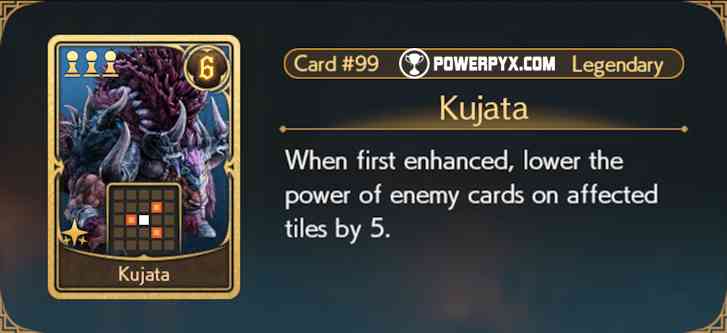 6
Kujata
Card #99 POWERPYX.COM Legendary
Kujata
When first enhanced, lower the
power of enemy cards on affected
tiles by 5.